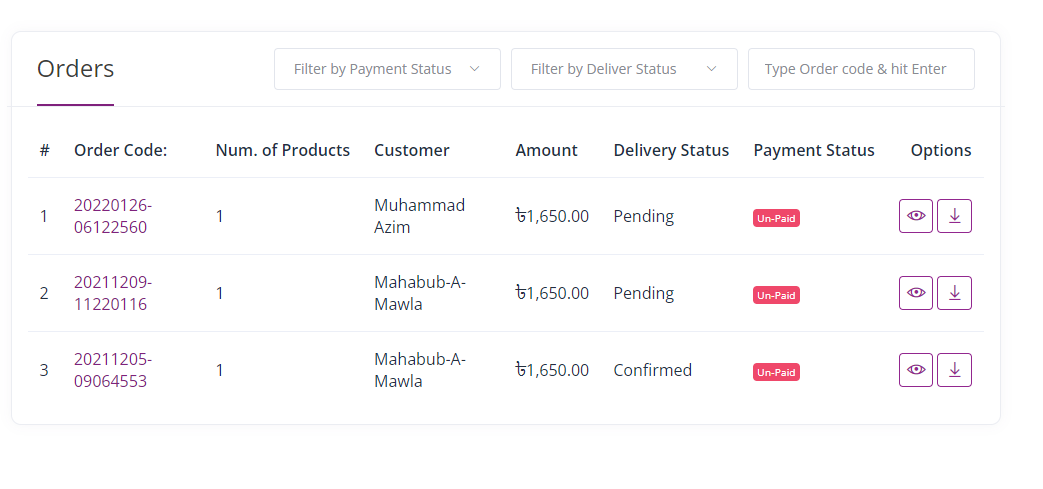 Orders
Filter by Payment Status
Filter by Deliver Status
Type Order code & hit Enter
# Order Code: Num. of Products Customer Amount Delivery Status Payment Status Options
1 20220126-06122560 1 Muhammad Azim ৳1,650.00 Pending Un-Paid
2 20211209-11220116 1 Mahabub-A-Mawla ৳1,650.00 Pending Un-Paid
3 20211205-09064553 1 Mahabub-A-Mawla ৳1,650.00 Confirmed Un-Paid